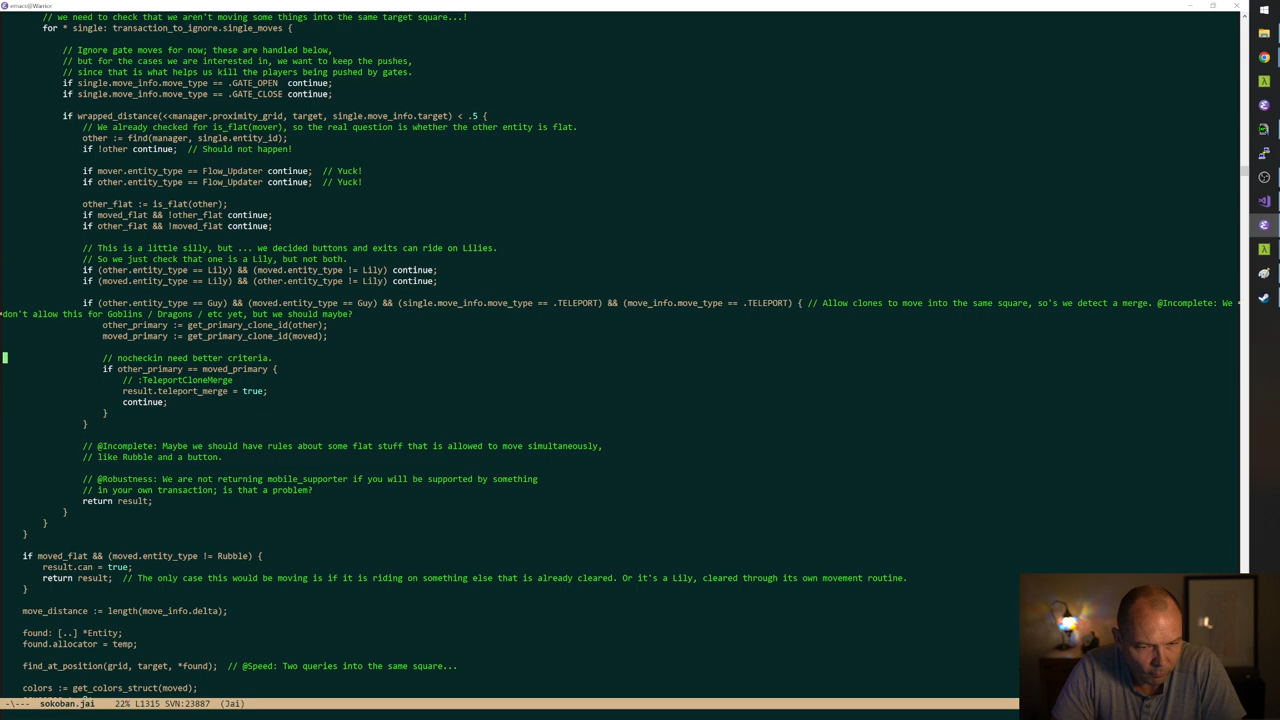 emacs@Warrior
// we need to check that we aren't moving some things into the same target square...!
for * single: transaction_to_ignore.single_moves {
// Ignore gate moves for now; these are handled below,
// but for the cases we are interested in, we want to keep the pushes,
// since that is what helps us kill the players being pushed by gates.
if single.move_info.move_type == .GATE_OPEN  continue;
if single.move_info.move_type == .GATE_CLOSE continue;
if wrapped_distance(<<manager.proximity_grid, target, single.move_info.target) < .5 {
// We already checked for is_flat(mover), so the real question is whether the other entity is flat.
other := find(manager, single.entity_id);
if !other continue;  // Should not happen!
if mover.entity_type == Flow_Updater continue;  // Yuck!
if other.entity_type == Flow_Updater continue;  // Yuck!
other_flat := is_flat(other);
if moved_flat && !other_flat continue;
if other_flat && !moved_flat continue;
// This is a little silly, but ... we decided buttons and exits can ride on Lilies.
// So we just check that one is a Lily, but not both.
if (other.entity_type == Lily) && (moved.entity_type != Lily) continue;
if (moved.entity_type == Lily) && (other.entity_type != Lily) continue;
if (other.entity_type == Guy) && (moved.entity_type == Guy) && (single.move_info.move_type == .TELEPORT) && (move_info.move_type == .TELEPORT) { // Allow clones to move into the same square, so's we detect a merge. @Incomplete: We
don't allow this for Goblins / Dragons / etc yet, but we should maybe?
other_primary := get_primary_clone_id(other);
moved_primary := get_primary_clone_id(moved);
// nocheckin need better criteria.
if other_primary == moved_primary {
// :TeleportCloneMerge
result.teleport_merge = true;
continue;
}
}
// @Incomplete: Maybe we should have rules about some flat stuff that is allowed to move simultaneously,
// like Rubble and a button.
// @Robustness: We are not returning mobile_supporter if you will be supported by something
// in your own transaction; is that a problem?
return result;
}
}
}
if moved_flat && (moved.entity_type != Rubble) {
result.can = true;
return result;  // The only case this would be moving is if it is riding on something else that is already cleared. Or it's a Lily, cleared through its own movement routine.
}
move_distance := length(move_info.delta);
found: [..] *Entity;
found.allocator = temp;
find_at_position(grid, target, *found);  // @Speed: Two queries into the same square...
colors := get_colors_struct(moved);
-\---  sokoban.jai    22% L1315 SVN:23887  (Jai)